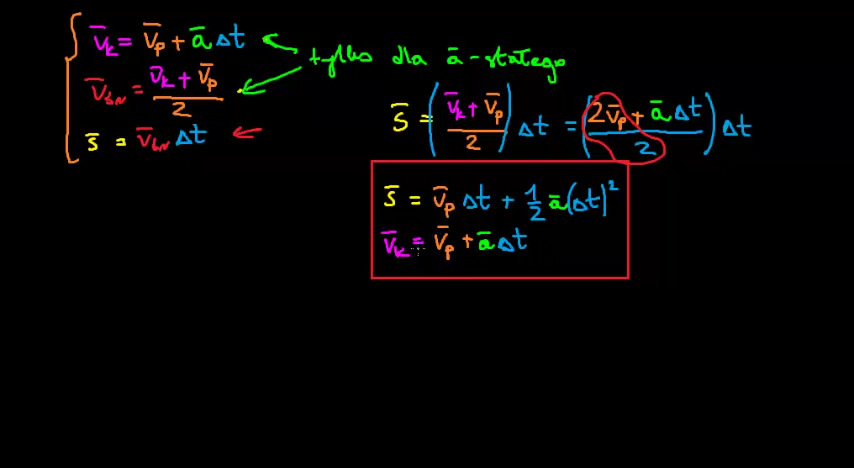 v̄ₖ = v̄ₚ + āΔt
tylko dla ā - stałego
v̄śr = (v̄ₖ + v̄ₚ)/2
s̄ = v̄śr Δt
s̄ = ((v̄ₖ + v̄ₚ)/2) Δt = ((2v̄ₚ + āΔt)/2) Δt
s̄ = v̄ₚ Δt + ½ ā(Δt)²
v̄ₖ = v̄ₚ + āΔt